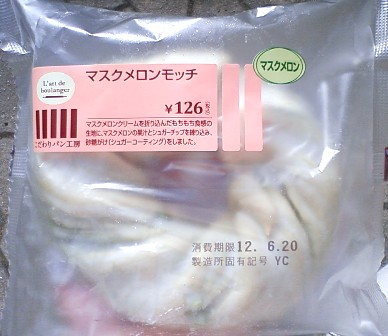 マスクメロンモッチ
マスクメロン
L'art de
boulanger
¥126(税込)
こだわりパン工房
マスクメロンクリームを折り込んだもちもち食感の
生地に、マスクメロンの果汁とシュガーチップを練り込み、
砂糖がけ(シュガーコーティング)をしました。
消費期限12. 6.20
製造所固有記号 YC